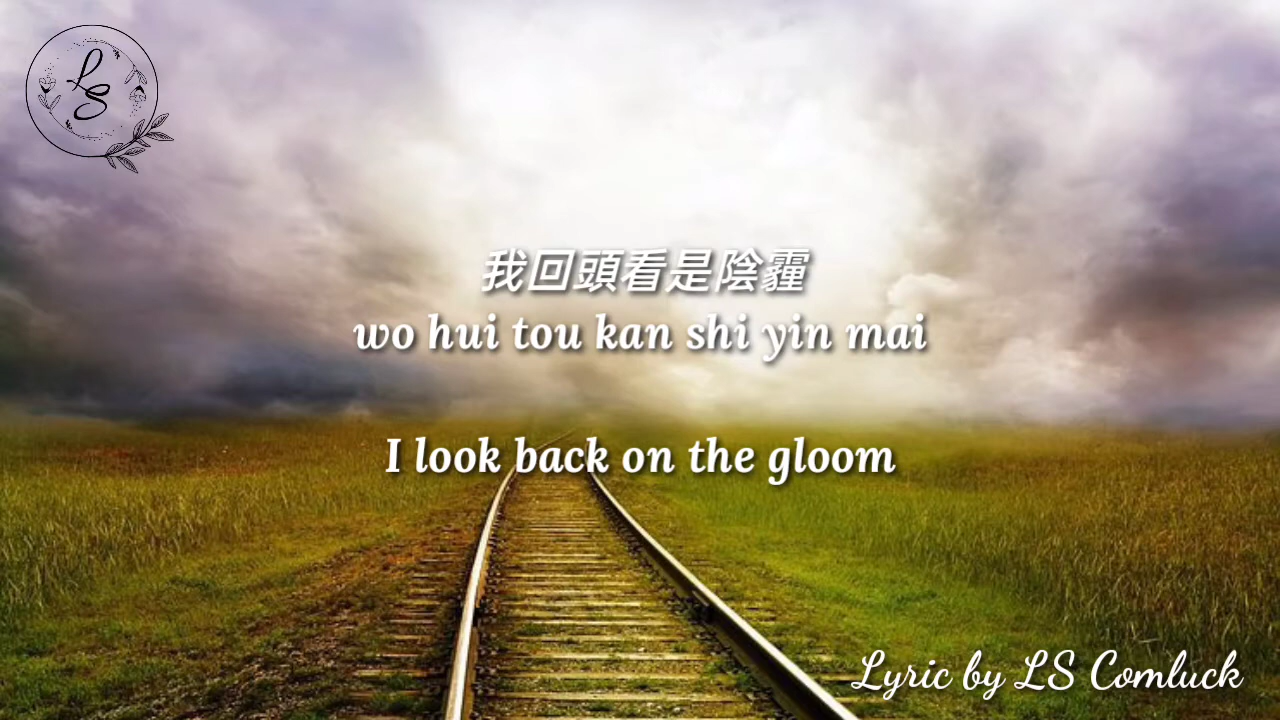 LS
我回頭看是陰霾
wo hui tou kan shi yin mai
I look back on the gloom
Lyric by LS Comluck